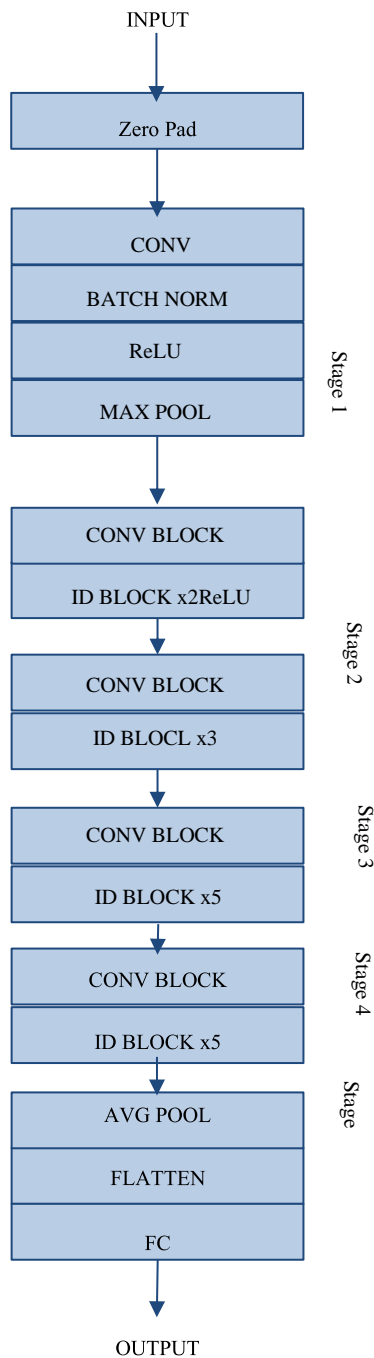 INPUT
Zero Pad
CONV
BATCH NORM
ReLU
Stage 1
MAX POOL
CONV BLOCK
ID BLOCK x2ReLU
Stage 2
CONV BLOCK
ID BLOCL x3
CONV BLOCK
Stage 3
ID BLOCK x5
CONV BLOCK
Stage 4
ID BLOCK x5
Stage
AVG POOL
FLATTEN
FC
OUTPUT